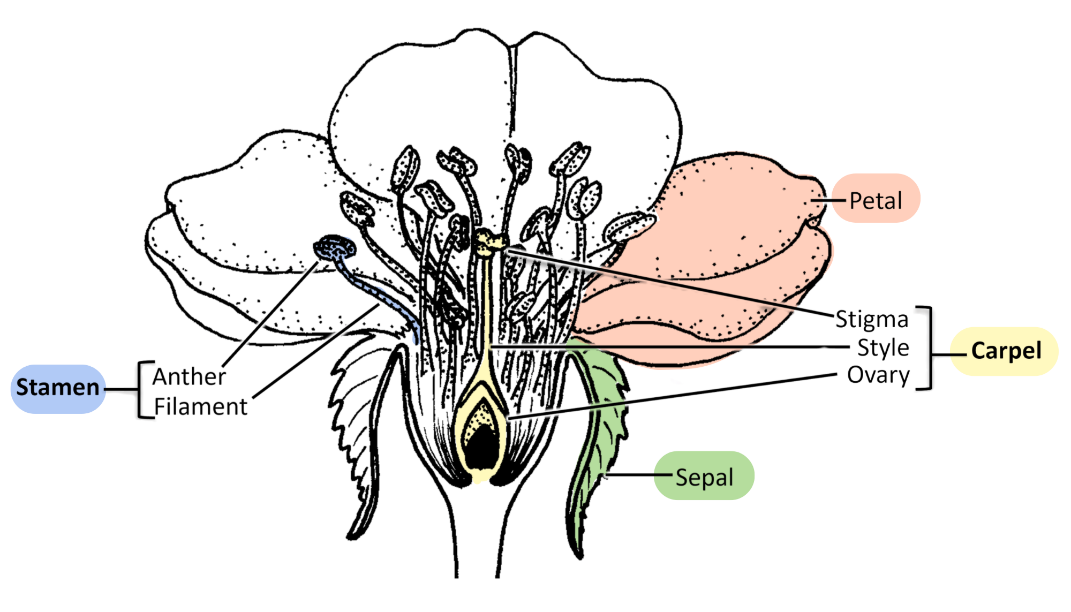 Petal
Stigma
Style
Ovary
Carpel
Stamen
Anther
Filament
Sepal